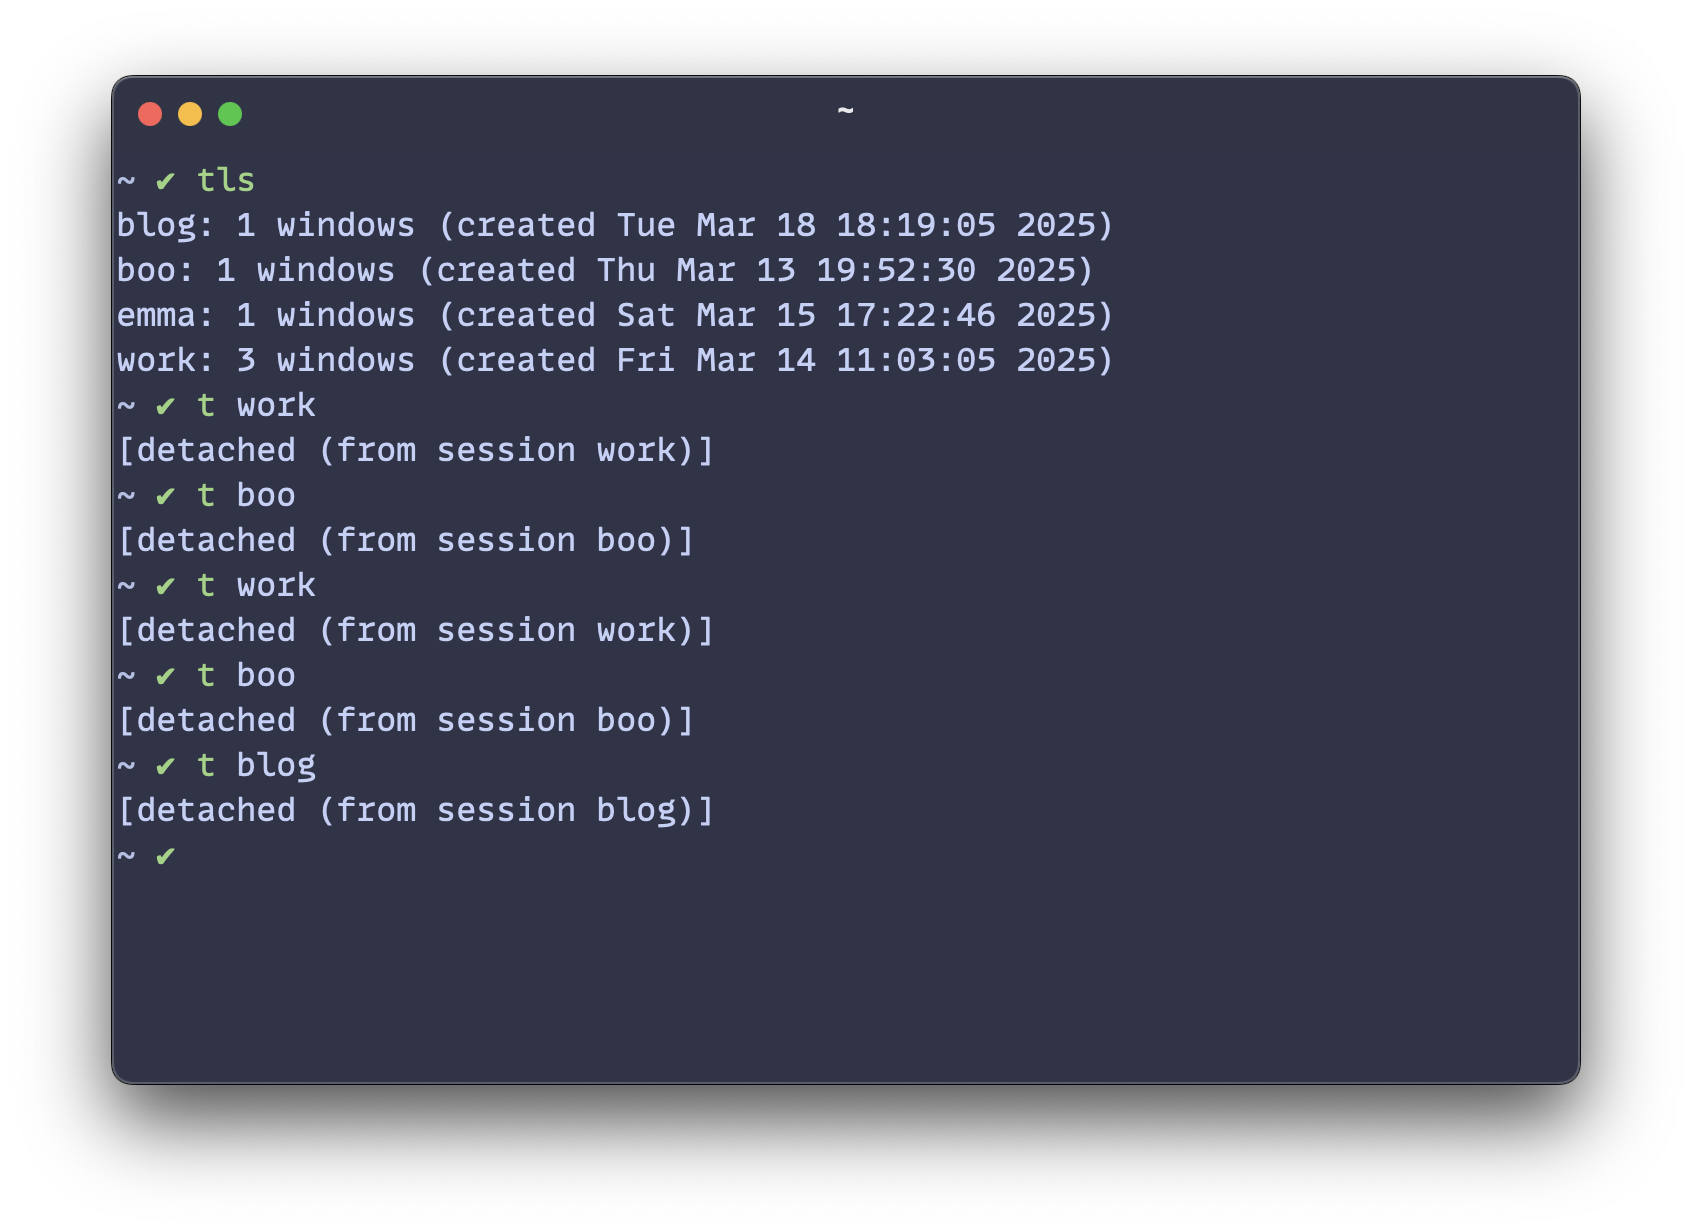 ~
~ ✔ tls
blog: 1 windows (created Tue Mar 18 18:19:05 2025)
boo: 1 windows (created Thu Mar 13 19:52:30 2025)
emma: 1 windows (created Sat Mar 15 17:22:46 2025)
work: 3 windows (created Fri Mar 14 11:03:05 2025)
~ ✔ t work
[detached (from session work)]
~ ✔ t boo
[detached (from session boo)]
~ ✔ t work
[detached (from session work)]
~ ✔ t boo
[detached (from session boo)]
~ ✔ t blog
[detached (from session blog)]
~ ✔